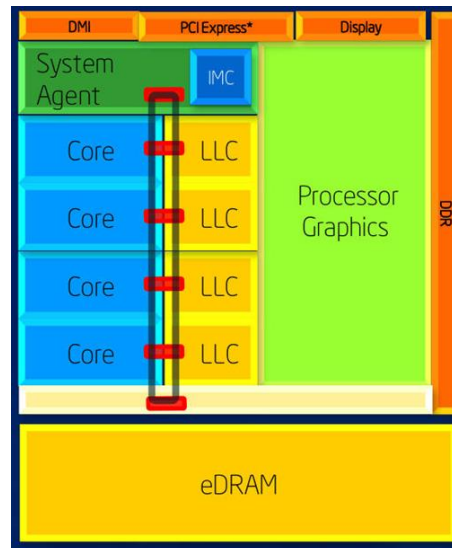 DMI
PCI Express*
Display
System
Agent
IMC
Core
LLC
Core
LLC
Core
LLC
Core
LLC
Processor
Graphics
DDR
eDRAM